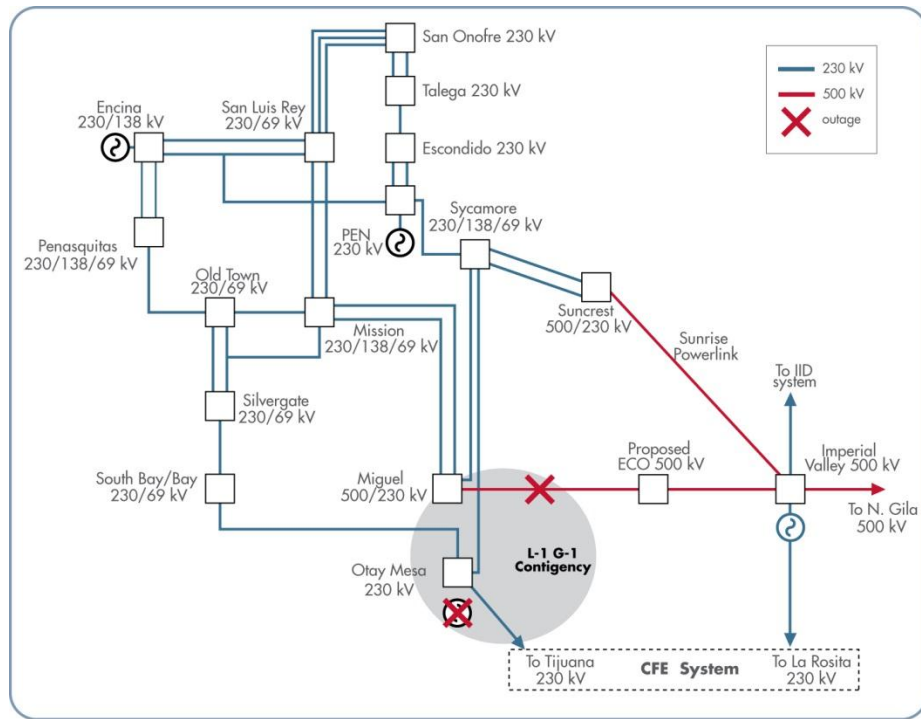 San Onofre 230 kV
230 kV
500 kV
outage
Talega 230 kV
Encina
230/138 kV
San Luis Rey
230/69 kV
Escondido 230 kV
PEN
230 kV
Sycamore
230/138/69 kV
Penasquitas
230/138/69 kV
Old Town
230/69 kV
Suncrest
500/230 kV
Mission
230/138/69 kV
Sunrise
Powerlink
To IID
system
Silvergate
230/69 kV
Proposed
ECO 500 kV
Imperial
Valley 500 kV
South Bay/Bay
230/69 kV
Miguel
500/230 kV
To N. Gila
500 kV
L-1 G-1
Contigency
Otay Mesa
230 kV
To Tijuana
230 kV
CFE System
To La Rosita
230 kV